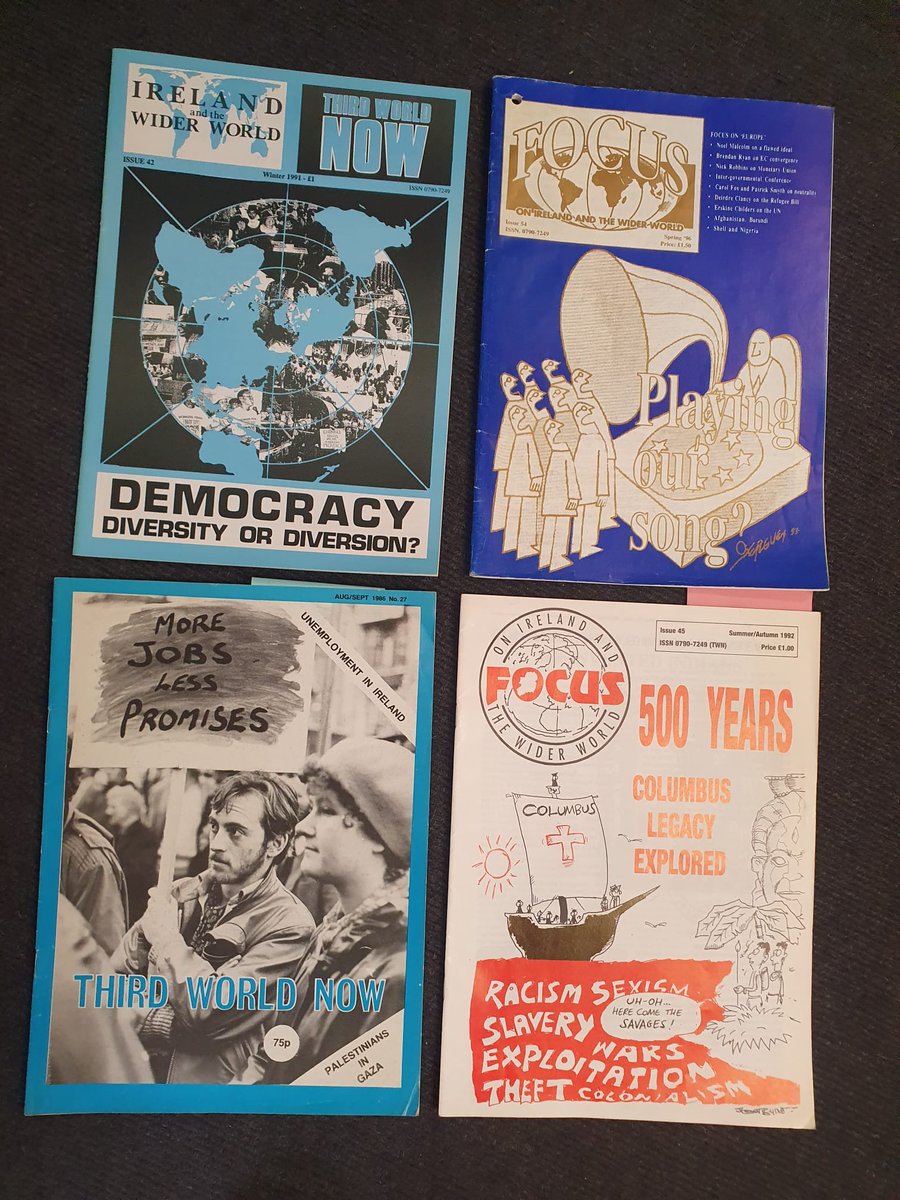 IRELAND
and the
WIDER WORLD
THIRD WORLD
NOW
ISSUE 42
Winter 1991 - £1
ISSN 0790-7249
DEMOCRACY
DIVERSITY OR DIVERSION?
FOCUS
ON IRELAND AND THE WIDER WORLD
Issue 54
ISSN. 0790-7249
Spring '96
Price: £1.50
FOCUS ON 'EUROPE'
• Noel Malcolm on a flawed ideal
• Brendan Ryan on EC convergence
• Nick Robbins on Monetary Union
Inter-governmental Conference
• Carol Fox and Patrick Smyth on neutrality
• Deirdre Clancy on the Refugee Bill
• Erskine Childers on the UN
• Afghanistan, Burundi
• Shell and Nigeria
Playing
our
song?
AUG/SEPT 1986 No. 27
MORE
JOBS
LESS
PROMISES
UNEMPLOYMENT IN IRELAND
THIRD WORLD NOW
75p
PALESTINIANS
IN
GAZA
ON IRELAND AND
FOCUS
THE WIDER WORLD
Issue 45
Summer/Autumn 1992
ISSN 0790-7249 (TWN)
Price £1.00
500 YEARS
COLUMBUS
LEGACY
EXPLORED
COLUMBUS
RACISM SEXISM
SLAVERY
UH-OH...
HERE COME THE
SAVAGES!
WARS
EXPLOITATION
THEFT COLONIALISM